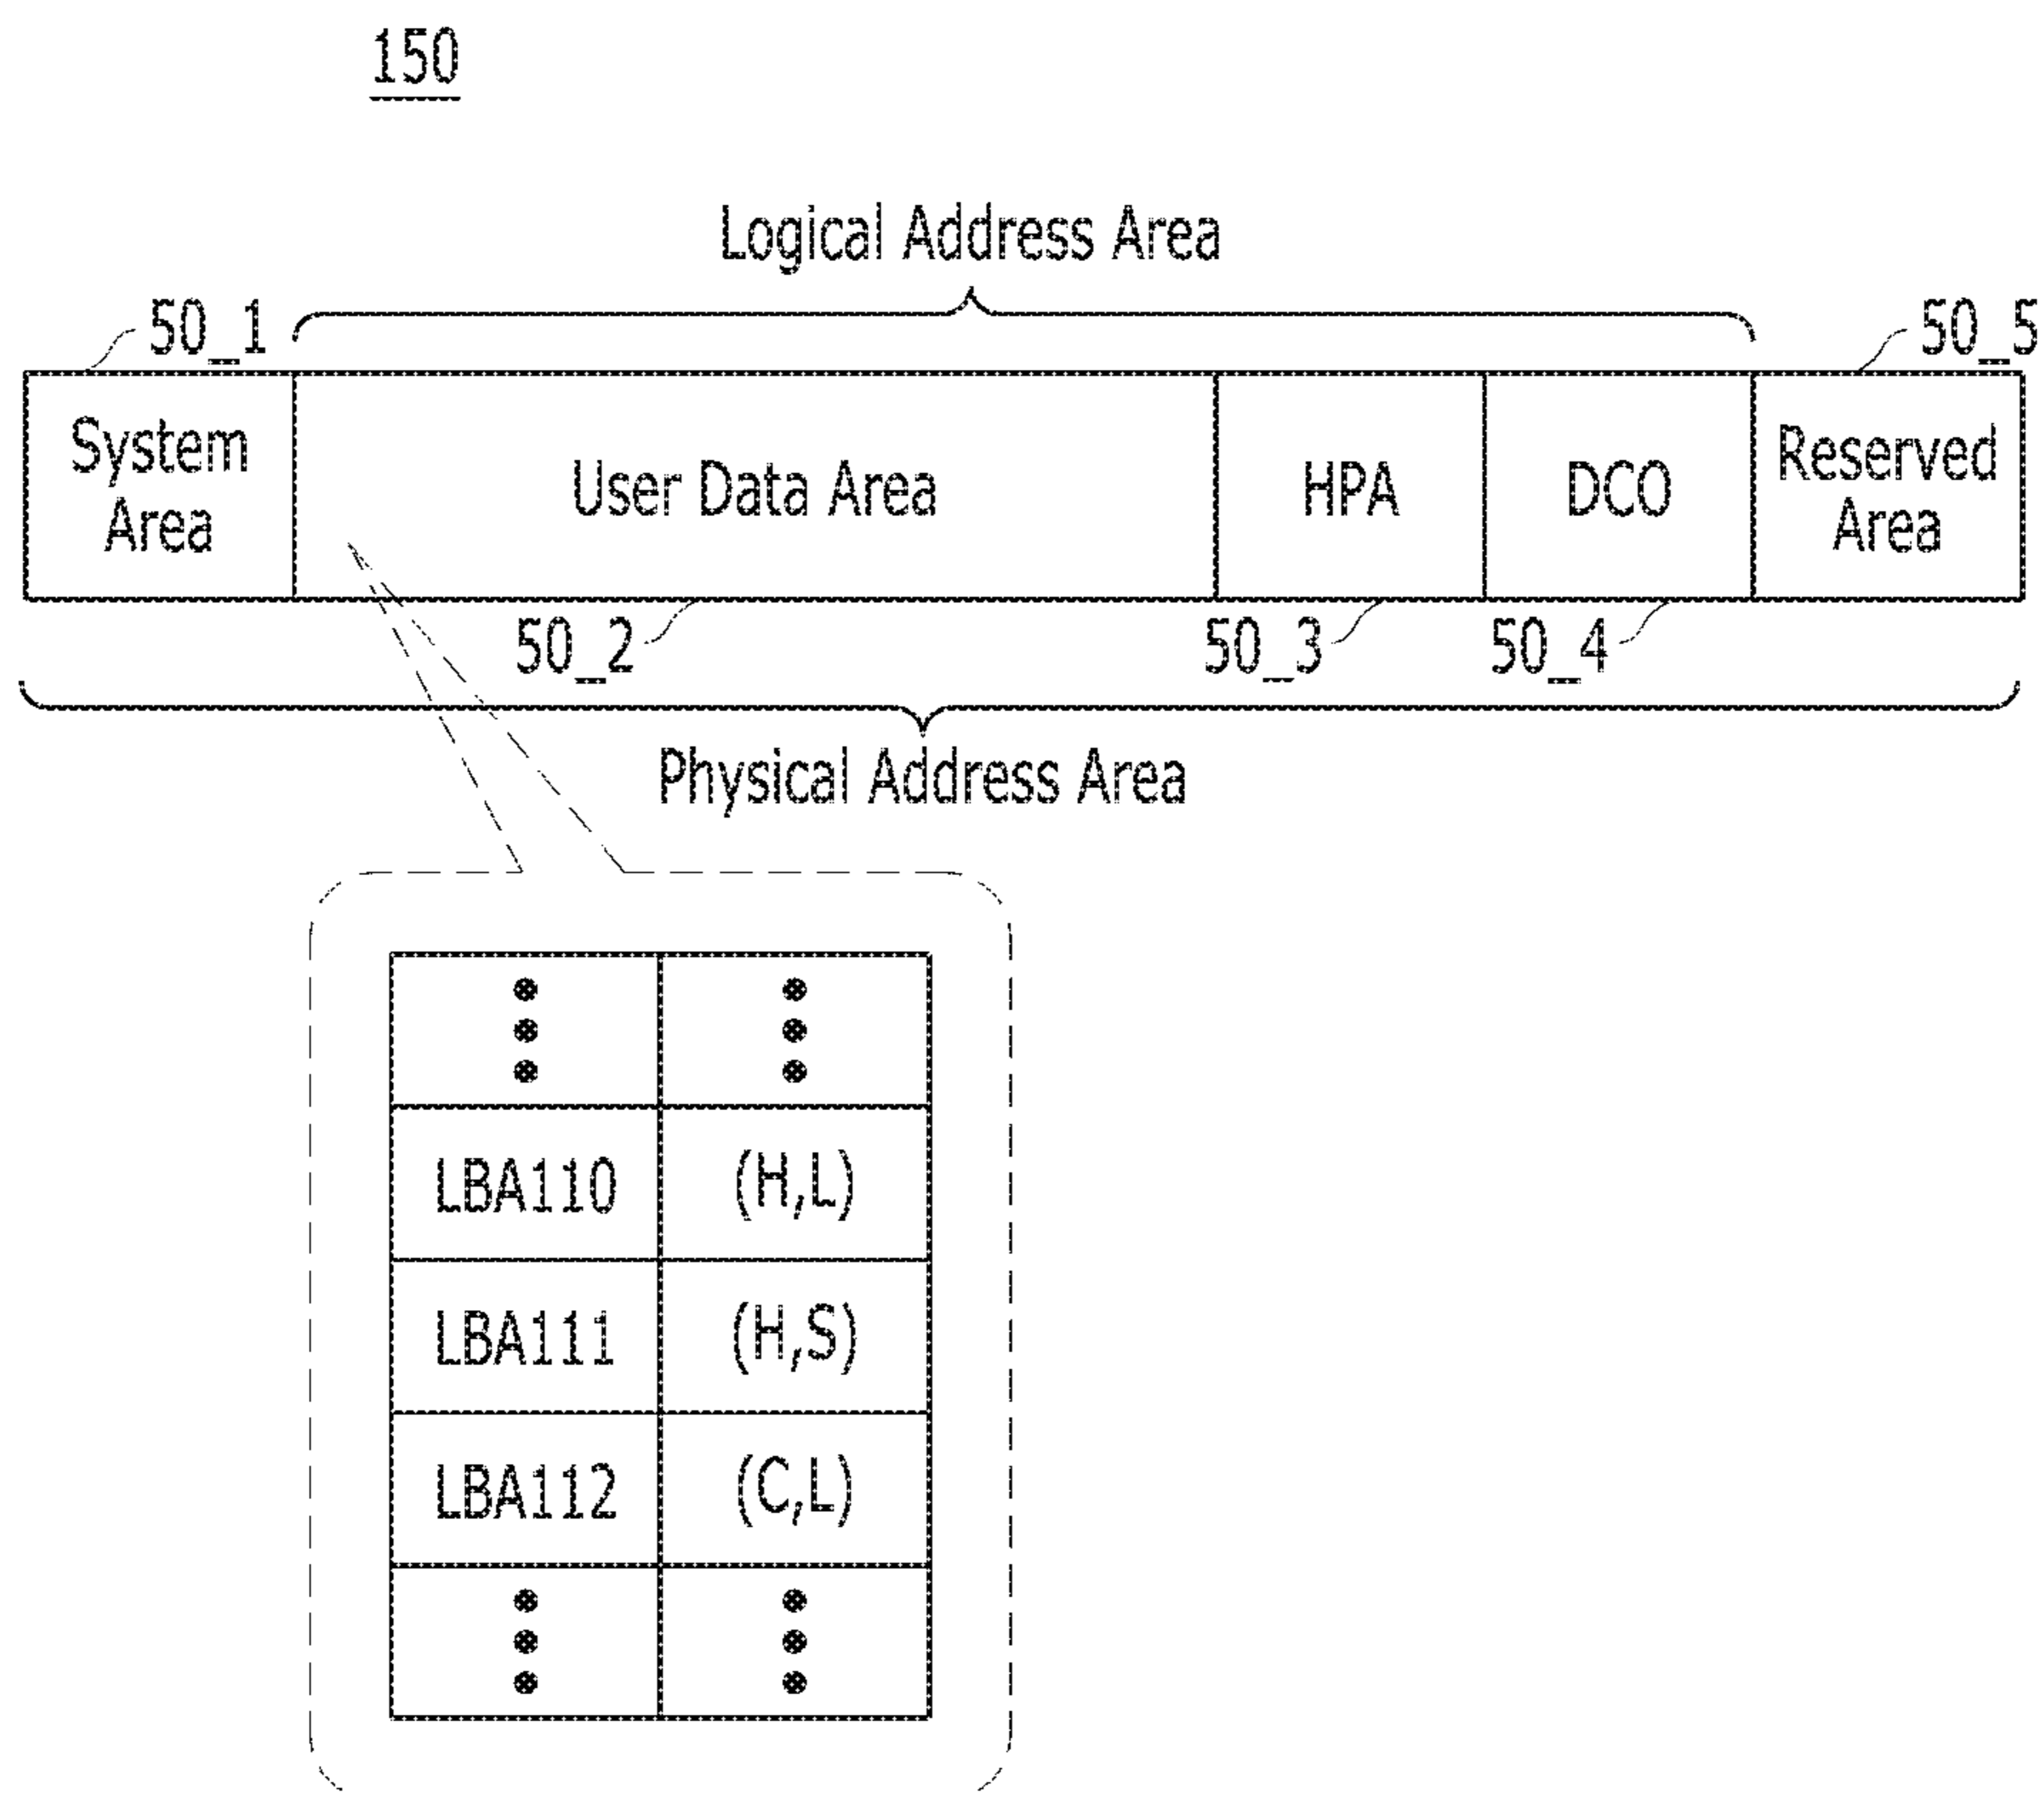 150
Logical Address Area
50_1
50_5
System
Area
User Data Area
HPA
DCO
Reserved
Area
50_2
50_3
50_4
Physical Address Area
LBA110 (H,L)
LBA111 (H,S)
LBA112 (C,L)